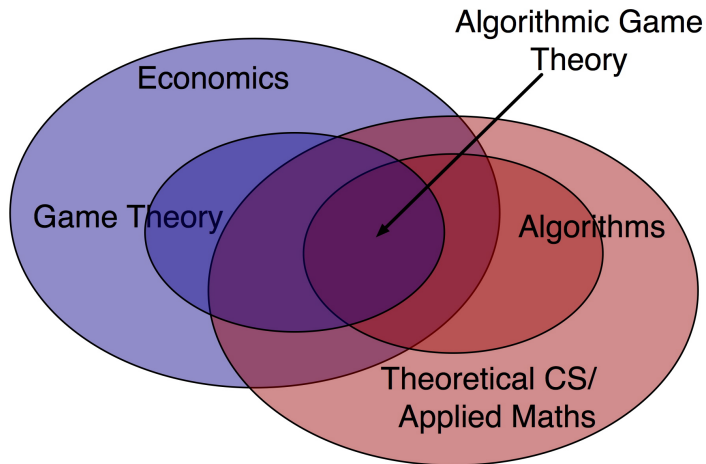 Algorithmic Game
Theory
Economics
Game Theory
Algorithms
Theoretical CS/
Applied Maths